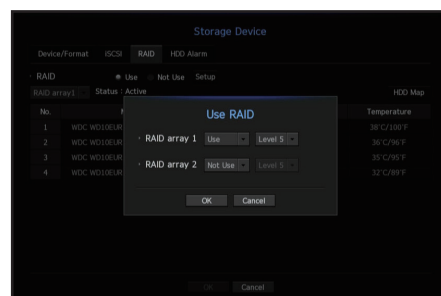 Storage Device
Device/Format iSCSI RAID HDD Alarm
RAID Use Not Use Setup
RAID array1 Status : Active HDD Map
No. Temperature
1 WDC WD10EUR 38°C/100°F
2 WDC WD10EUR 36°C/96°F
3 WDC WD10EUR 35°C/95°F
4 WDC WD10EUR 32°C/89°F
Use RAID
RAID array 1 Use Level 5
RAID array 2 Not Use Level 5
OK Cancel
OK Cancel